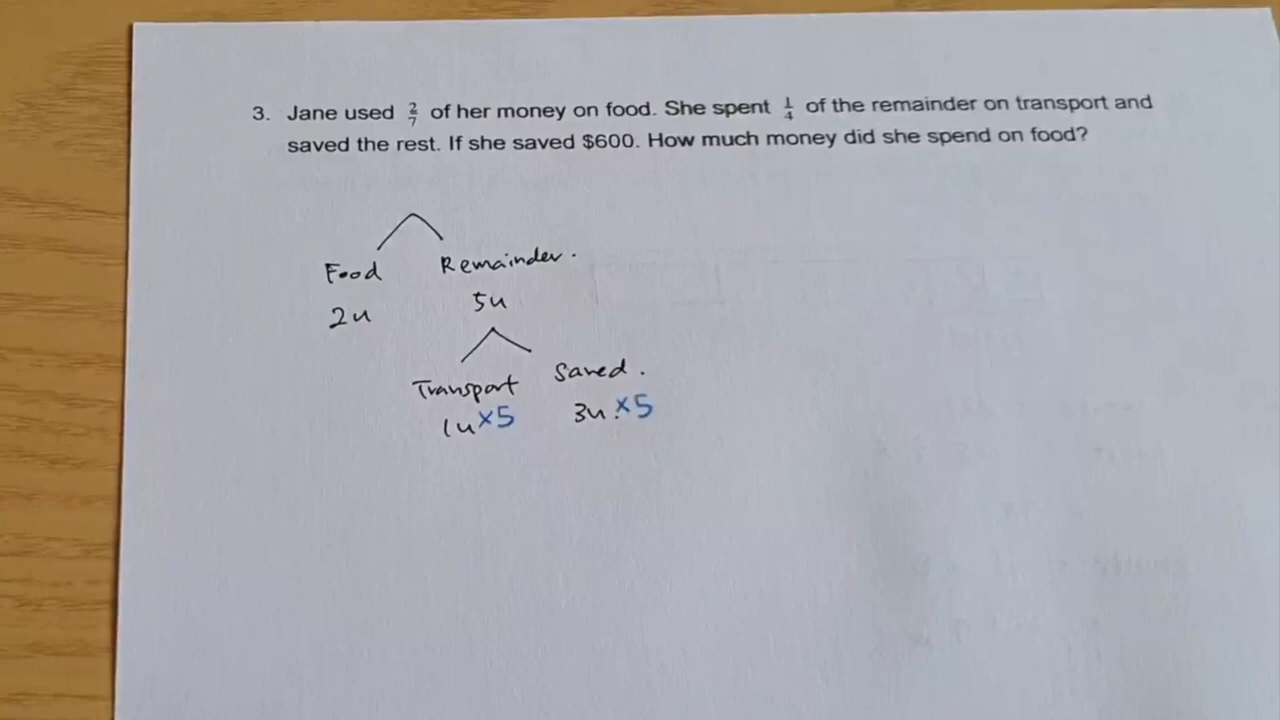 3. Jane used 2/7 of her money on food. She spent 1/4 of the remainder on transport and
saved the rest. If she saved $600. How much money did she spend on food?
Food Remainder.
2u 5u
Transport Saved.
1u ×5 3u. ×5